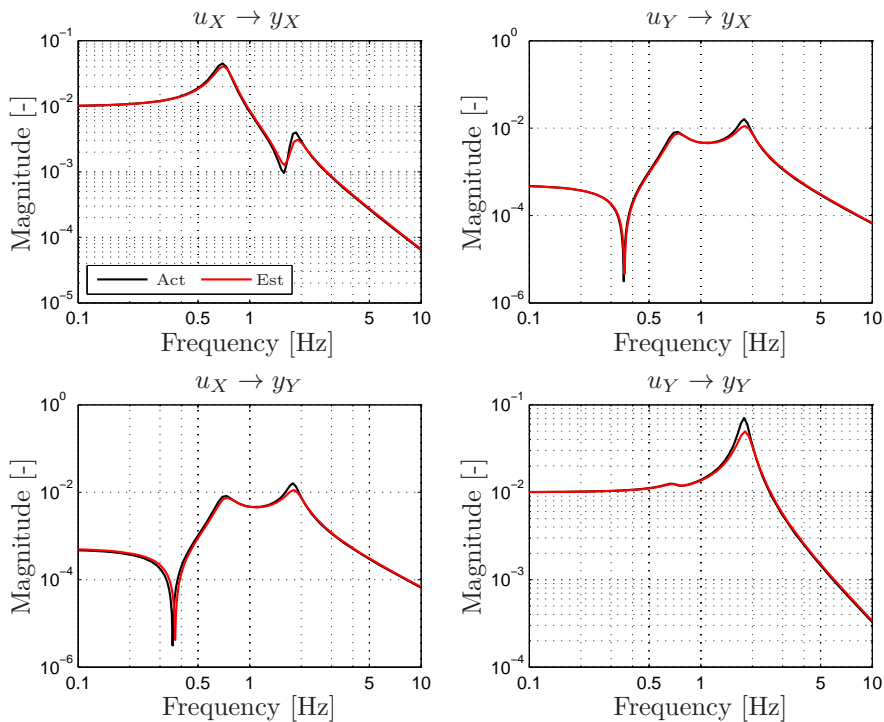 u_X → y_X
Magnitude [-]
10^{-1}
10^{-2}
10^{-3}
10^{-4}
10^{-5}
Act Est
0.1 0.5 1 5 10
Frequency [Hz]
u_Y → y_X
Magnitude [-]
10^{0}
10^{-2}
10^{-4}
10^{-6}
0.1 0.5 1 5 10
Frequency [Hz]
u_X → y_Y
Magnitude [-]
10^{0}
10^{-2}
10^{-4}
10^{-6}
0.1 0.5 1 5 10
Frequency [Hz]
u_Y → y_Y
Magnitude [-]
10^{-1}
10^{-2}
10^{-3}
10^{-4}
0.1 0.5 1 5 10
Frequency [Hz]